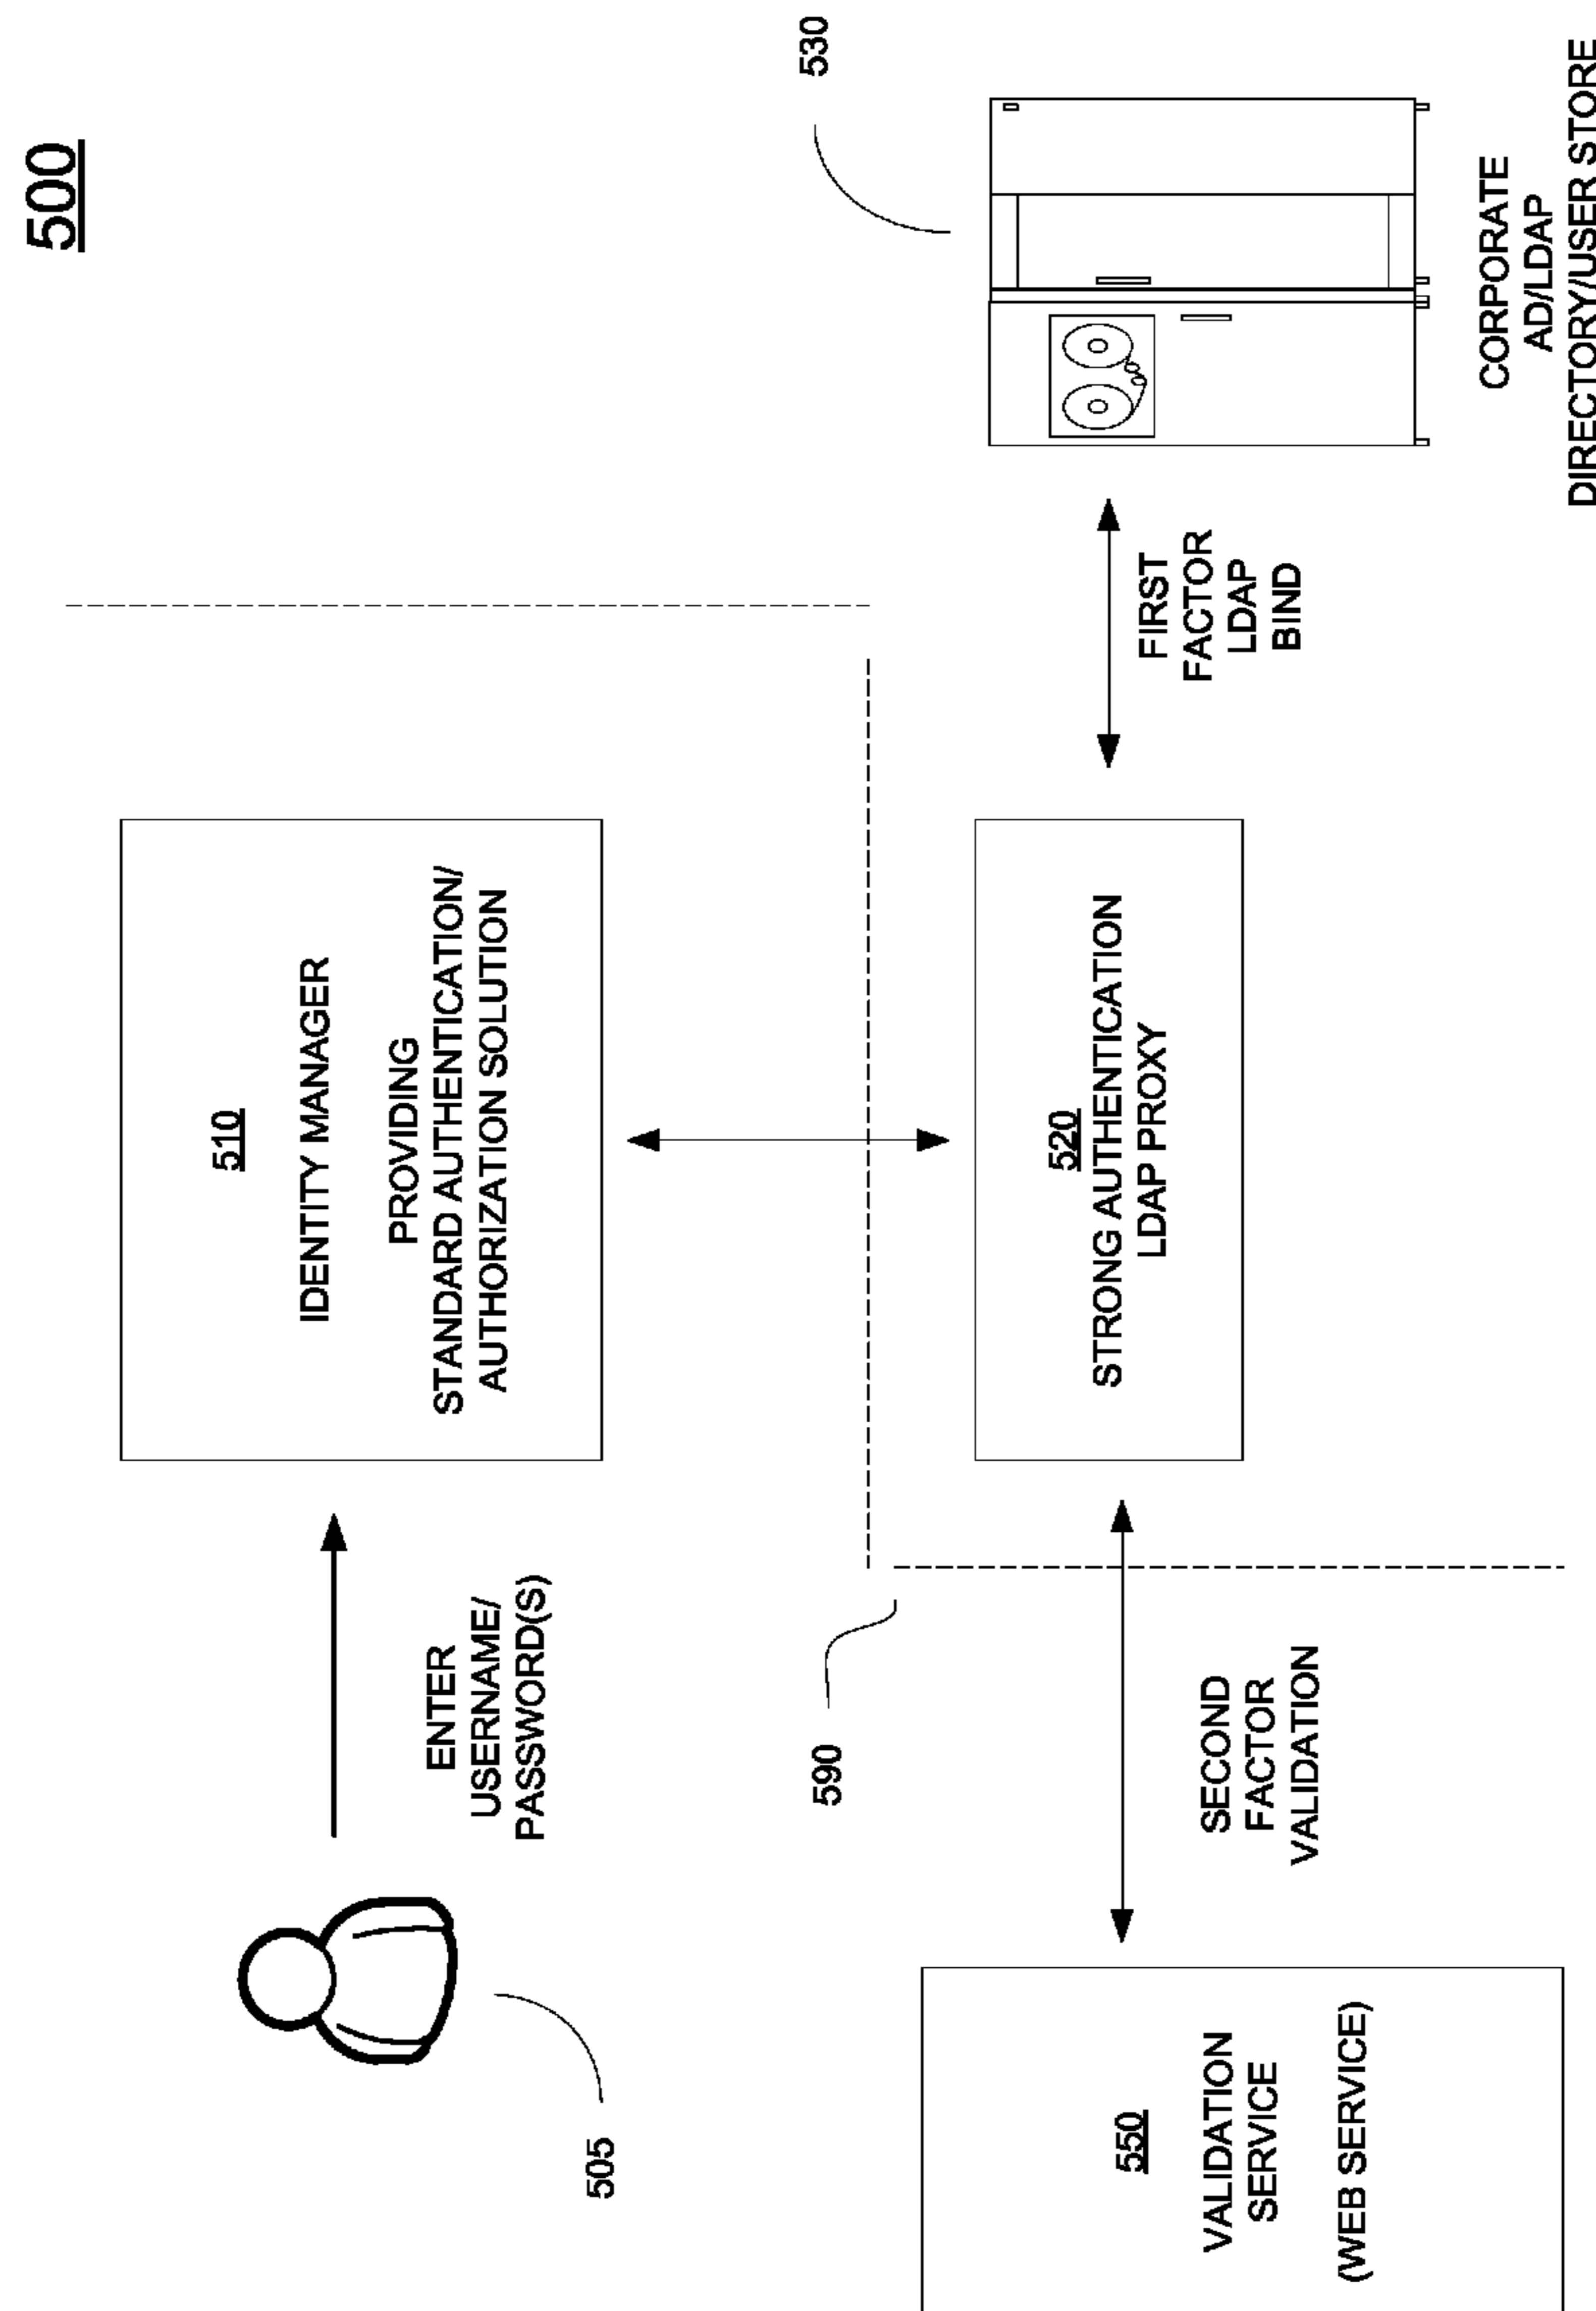 500
505
ENTER
USERNAME/
PASSWORD(S)
510
IDENTITY MANAGER
PROVIDING
STANDARD AUTHENTICATION/
AUTHORIZATION SOLUTION
590
530
550
VALIDATION
SERVICE
(WEB SERVICE)
SECOND
FACTOR
VALIDATION
520
STRONG AUTHENTICATION
LDAP PROXY
FIRST
FACTOR
LDAP
BIND
CORPORATE
AD/LDAP
DIRECTORY/USER STORE